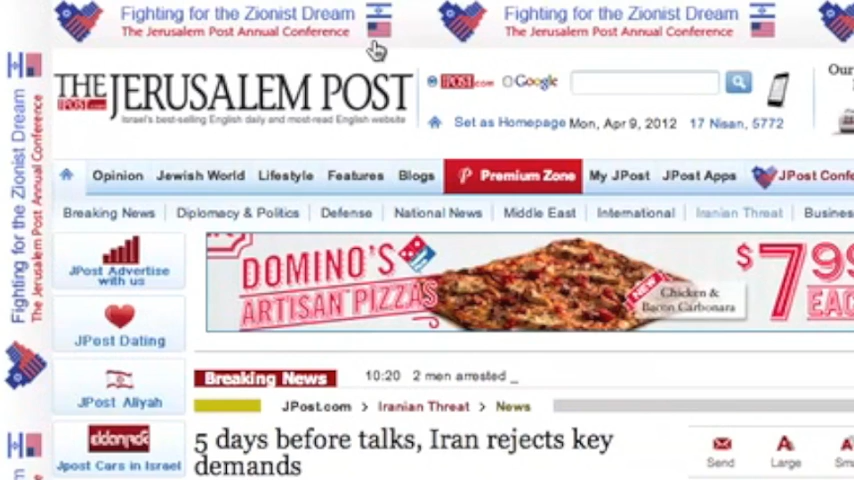 Fighting for the Zionist Dream
The Jerusalem Post Annual Conference
Fighting for the Zionist Dream
The Jerusalem Post Annual Conference
Fighting for the Zionist Dream
The Jerusalem Post Annual Conference
THE JERUSALEM POST
JPOST.com
Israel's best-selling English daily and most-read English website
JPOST.com Google
Set as Homepage Mon, Apr 9, 2012 17 Nisan, 5772
Our
Opinion Jewish World Lifestyle Features Blogs Premium Zone My JPost JPost Apps JPost Confe
Breaking News Diplomacy & Politics Defense National News Middle East International Iranian Threat Busines
JPost Advertise
with us
JPost Dating
JPost Aliyah
eldan
Jpost Cars in Israel
DOMINO'S
ARTISAN PIZZAS
NEW
Chicken &
Bacon Carbonara
$7.99
EAC
Breaking News 10:20 2 men arrested _
JPost.com > Iranian Threat > News
5 days before talks, Iran rejects key
demands
Send Large Sma